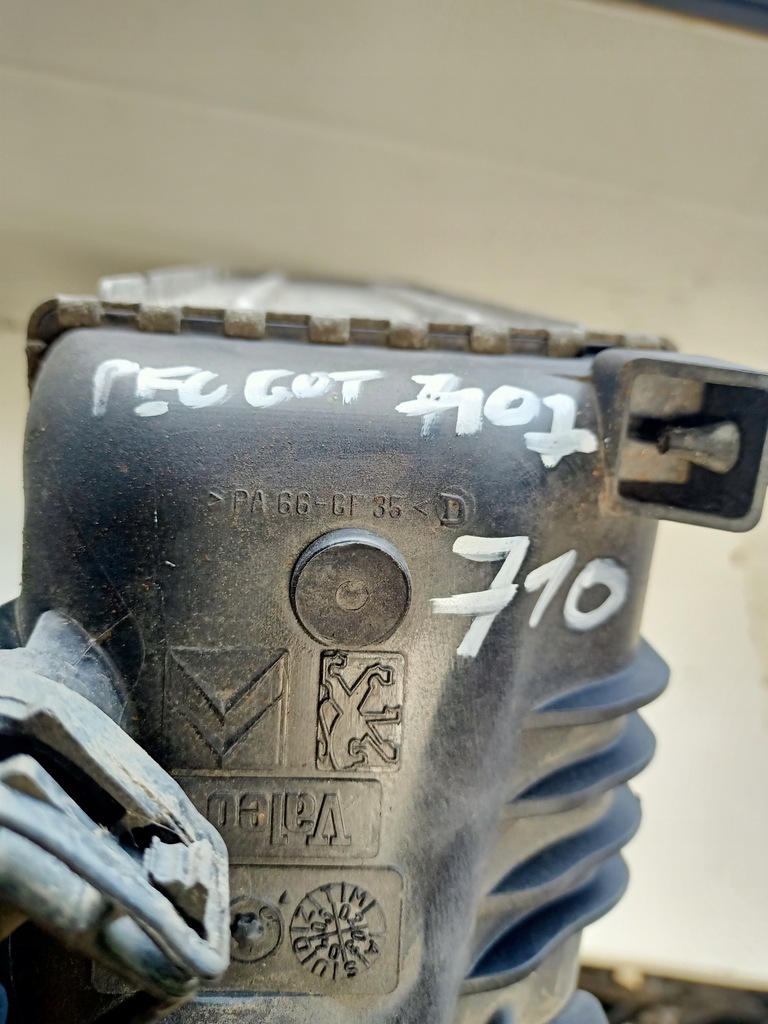 PEUGOT 407
>PA 66-GF 35< D
710
Valeo